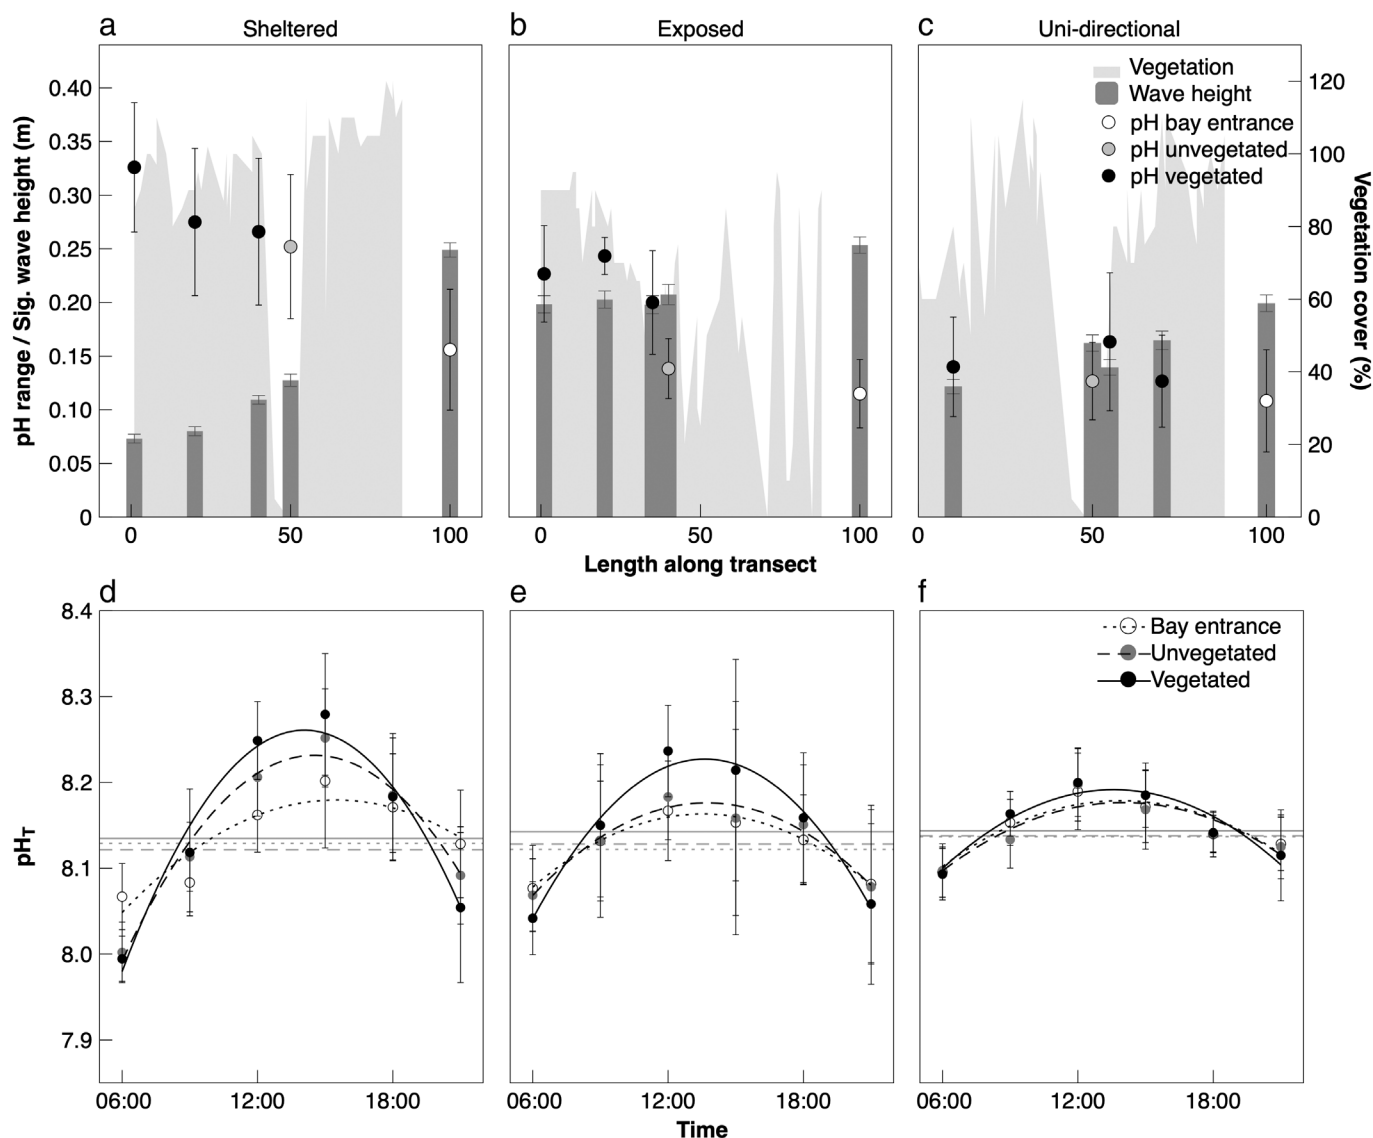 a Sheltered b Exposed c Uni-directional
0.40
0.35
0.30
0.25
0.20
0.15
0.10
0.05
0
pH range / Sig. wave height (m)
Vegetation
Wave height
pH bay entrance
pH unvegetated
pH vegetated
120
100
80
60
40
20
0
Vegetation cover (%)
0 50 100 0 50 100 0 50 100
Length along transect
d e f
8.4
8.3
8.2
8.1
8.0
7.9
pHT
Bay entrance
Unvegetated
Vegetated
06:00 12:00 18:00 06:00 12:00 18:00 06:00 12:00 18:00
Time